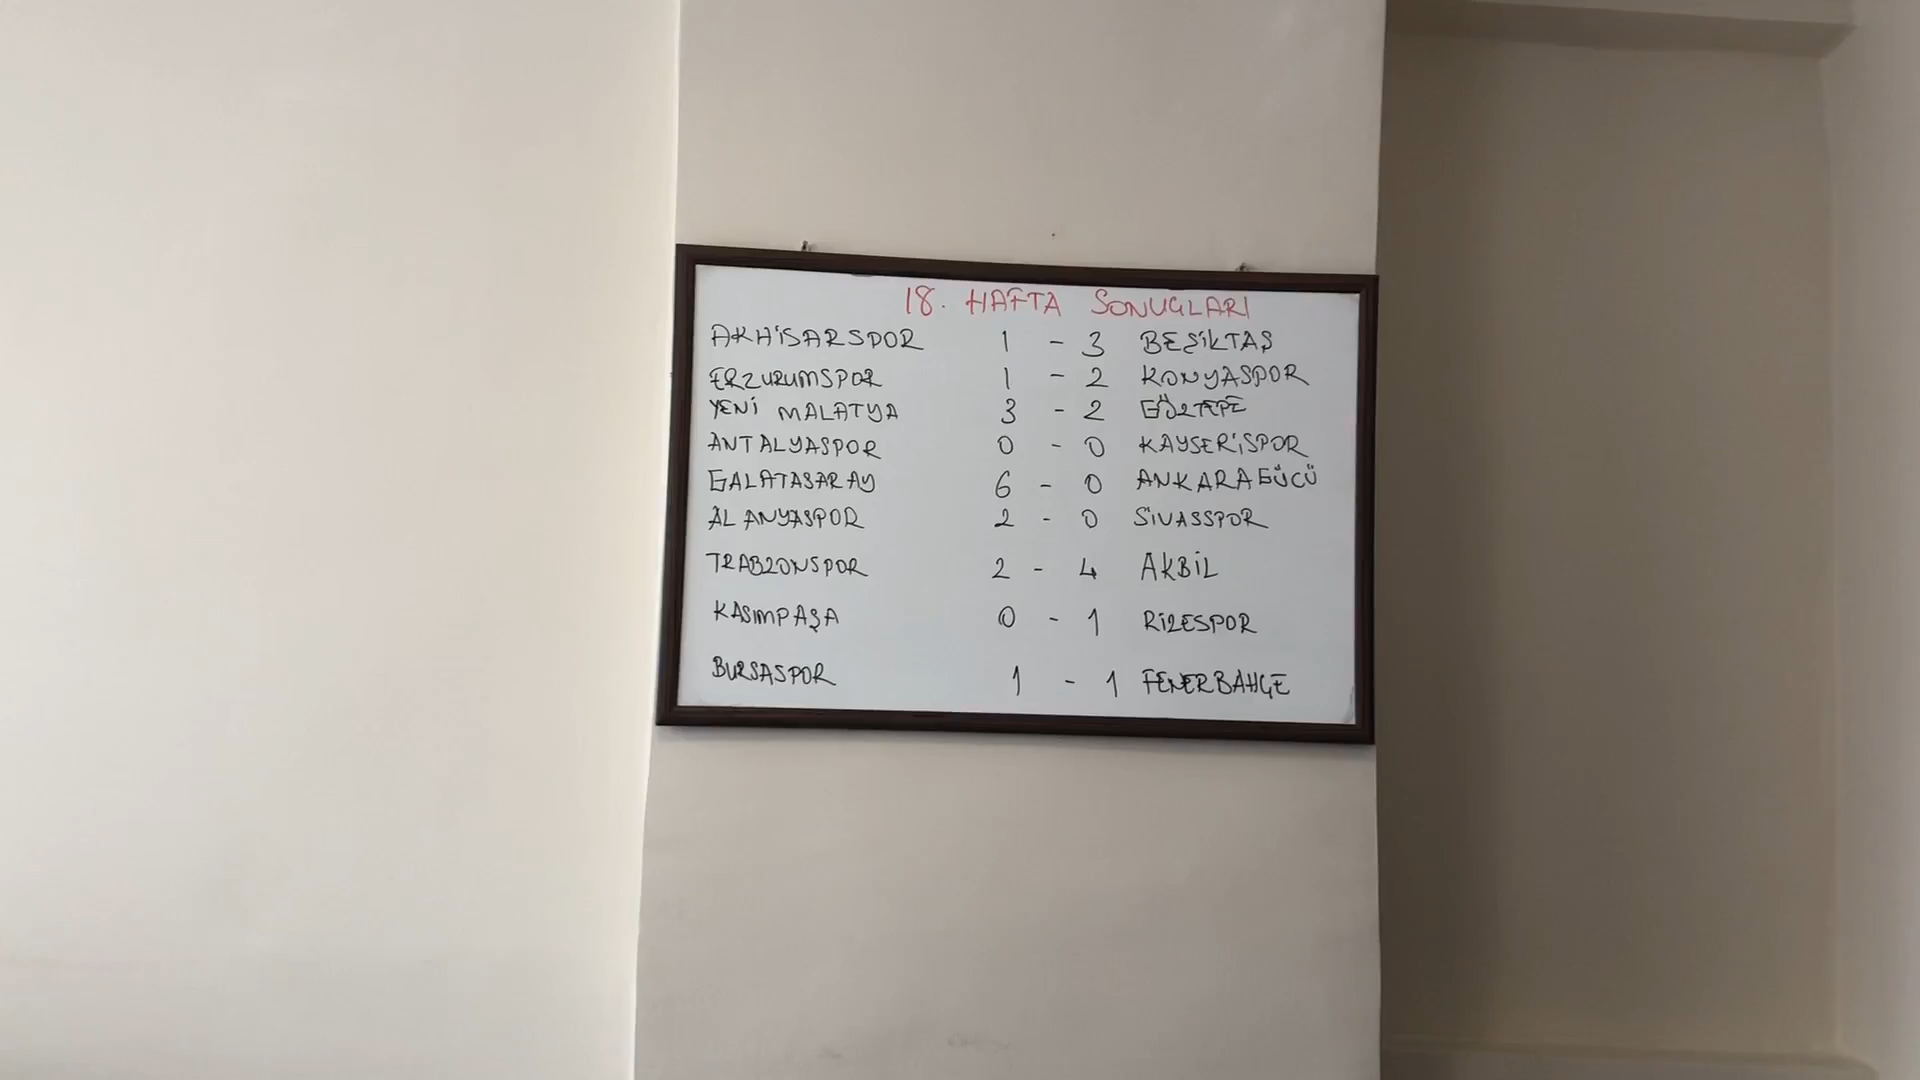 18. HAFTA SONUÇLARI
AKHİSARSPOR 1 - 3 BEŞİKTAŞ
ERZURUMSPOR 1 - 2 KONYASPOR
YENİ MALATYA 3 - 2 GÖZTEPE
ANTALYASPOR 0 - 0 KAYSERİSPOR
GALATASARAY 6 - 0 ANKARAGÜCÜ
ALANYASPOR 2 - 0 SİVASSPOR
TRABZONSPOR 2 - 4 AKBİL
KASIMPAŞA 0 - 1 RİZESPOR
BURSASPOR 1 - 1 FENERBAHÇE